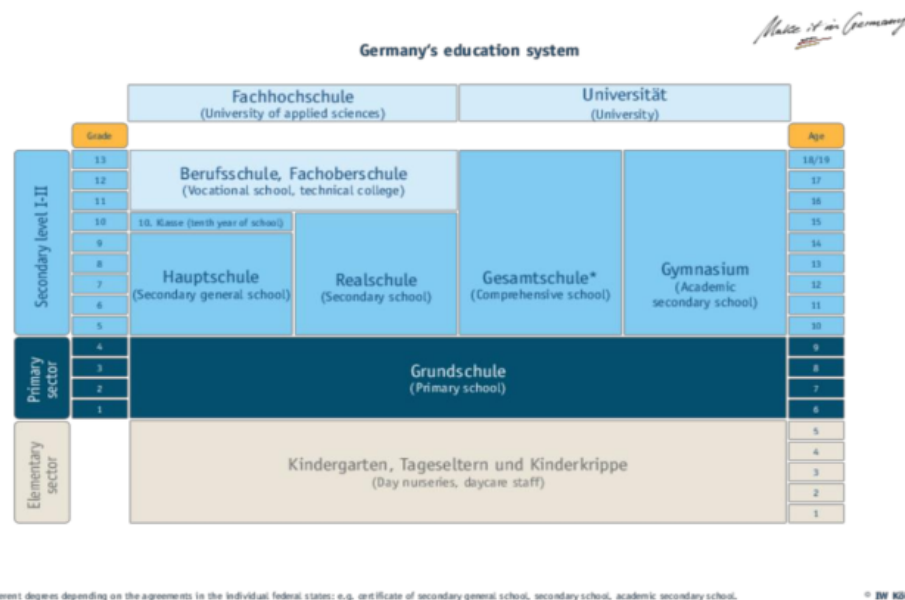 Make it in Germany
Germany's education system
Fachhochschule
(University of applied sciences)
Universität
(University)
Grade
Age
Secondary level I-II
13
12
11
10
9
8
7
6
5
Berufsschule, Fachoberschule
(Vocational school, technical college)
10. Klasse (tenth year of school)
Hauptschule
(Secondary general school)
Realschule
(Secondary school)
Gesamtschule*
(Comprehensive school)
Gymnasium
(Academic
secondary school)
18/19
17
16
15
14
13
12
11
10
Primary
sector
4
3
2
1
Grundschule
(Primary school)
9
8
7
6
Elementary
sector
Kindergarten, Tageseltern und Kinderkrippe
(Day nurseries, daycare staff)
5
4
3
2
1
erent degrees depending on the agreements in the individual federal states: e.g. certificate of secondary general school, secondary school, academic secondary school.
© IW Kö